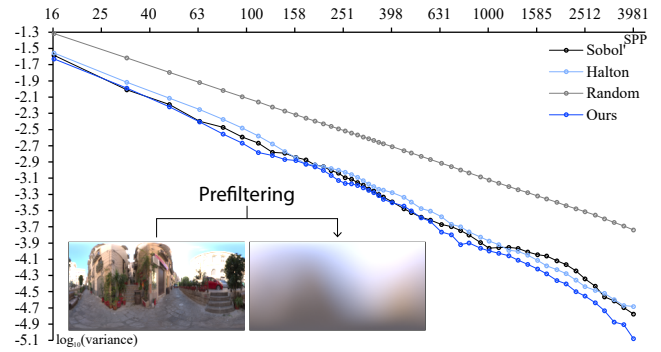 16 25 40 63 100 158 251 398 631 1000 1585 2512 3981
SPP
-1.3
-1.5
-1.7
-1.9
-2.1
-2.3
-2.5
-2.7
-2.9
-3.1
-3.3
-3.5
-3.7
-3.9
-4.1
-4.3
-4.5
-4.7
-4.9
-5.1
Sobol'
Halton
Random
Ours
Prefiltering
log₁₀(variance)